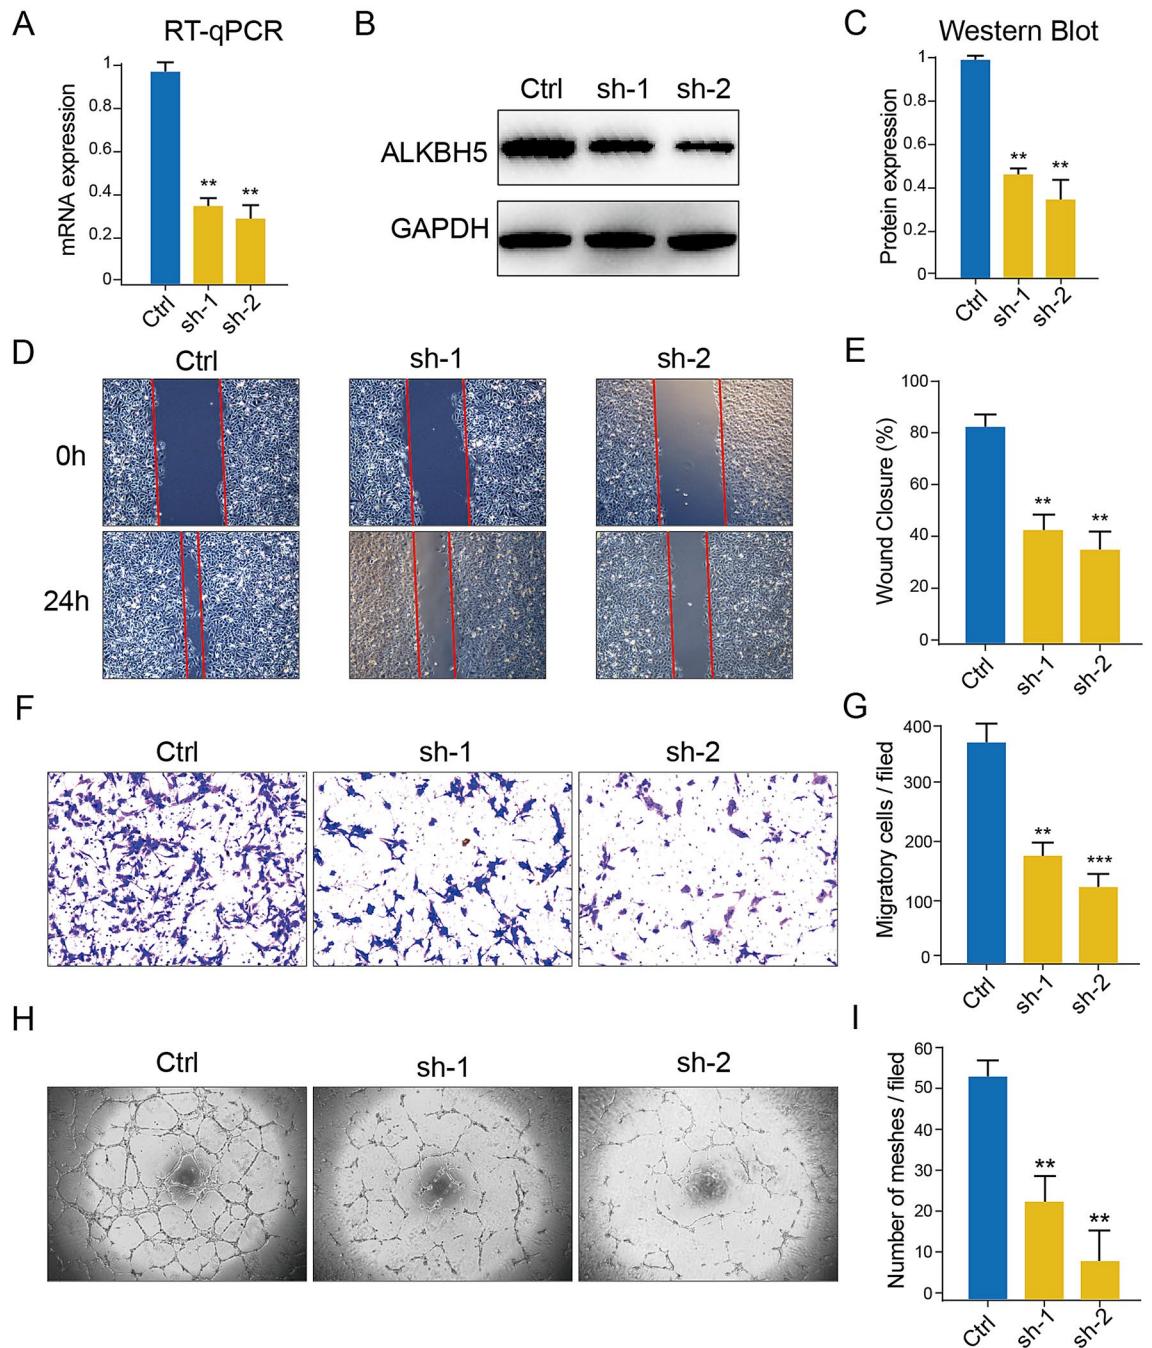 A
RT-qPCR
mRNA expression
1
0.8
0.6
0.4
0.2
0
**
**
Ctrl
sh-1
sh-2
B
Ctrl sh-1 sh-2
ALKBH5
GAPDH
C
Western Blot
Protein expression
1
0.8
0.6
0.4
0.2
0
**
**
Ctrl
sh-1
sh-2
D
Ctrl sh-1 sh-2
0h
24h
E
Wound Closure (%)
100
80
60
40
20
0
**
**
Ctrl
sh-1
sh-2
F
Ctrl sh-1 sh-2
G
Migratory cells / filed
400
300
200
100
0
**
***
Ctrl
sh-1
sh-2
H
Ctrl sh-1 sh-2
I
Number of meshes / filed
60
50
40
30
20
10
0
**
**
Ctrl
sh-1
sh-2